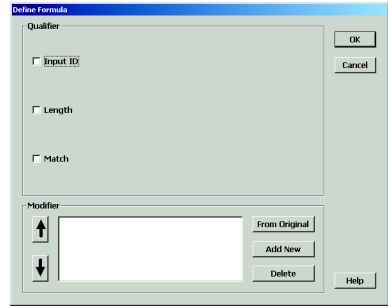 Define Formula
Qualifier
OK
Input ID
Cancel
Length
Match
Modifier
From Original
Add New
Delete
Help